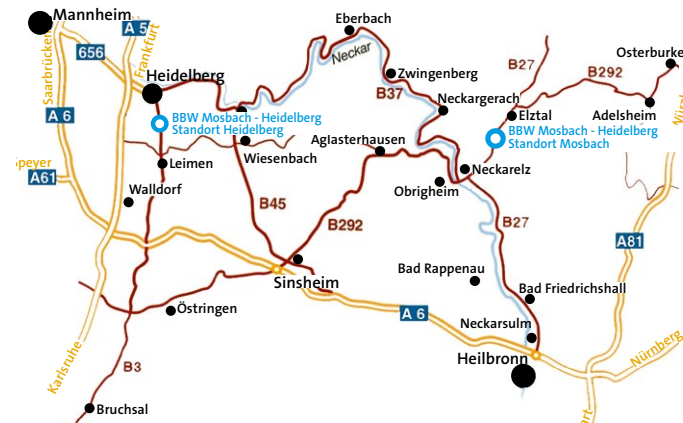 Mannheim
A 5
Frankfurt
Saarbrücken
656
Eberbach
Neckar
B27
Osterburke
Heidelberg
Zwingenberg
B292
B37
Neckargerach
A 6
BBW Mosbach - Heidelberg
Standort Heidelberg
Elztal
Adelsheim
BBW Mosbach - Heidelberg
Standort Mosbach
Aglasterhausen
Wiesenbach
Speyer
Leimen
Neckarelz
A61
Walldorf
Obrigheim
B45
B292
B27
A81
Bad Rappenau
Sinsheim
Bad Friedrichshall
Östringen
A 6
Neckarsulm
Heilbronn
Nürnberg
Karlsruhe
B3
Bruchsal